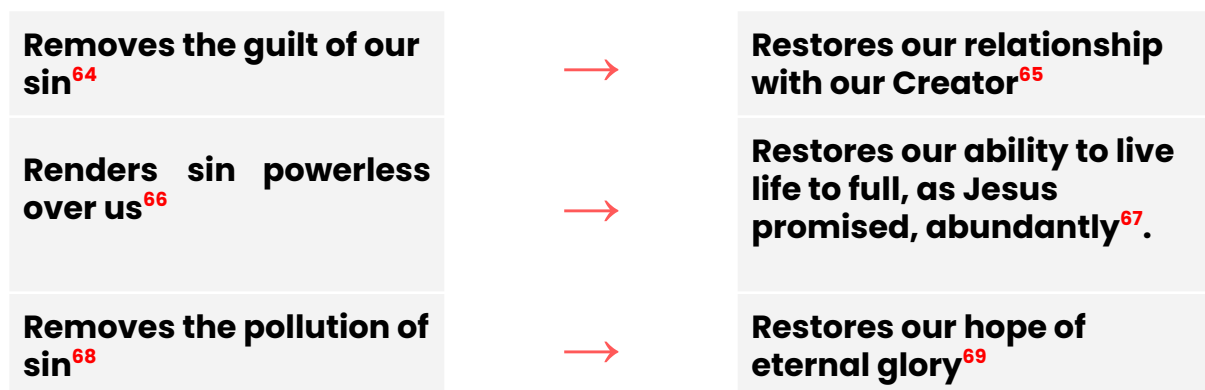 Removes the guilt of our
sin64
→
Restores our relationship
with our Creator65
Renders sin powerless
over us66
→
Restores our ability to live
life to full, as Jesus
promised, abundantly67.
Removes the pollution of
sin68
→
Restores our hope of
eternal glory69